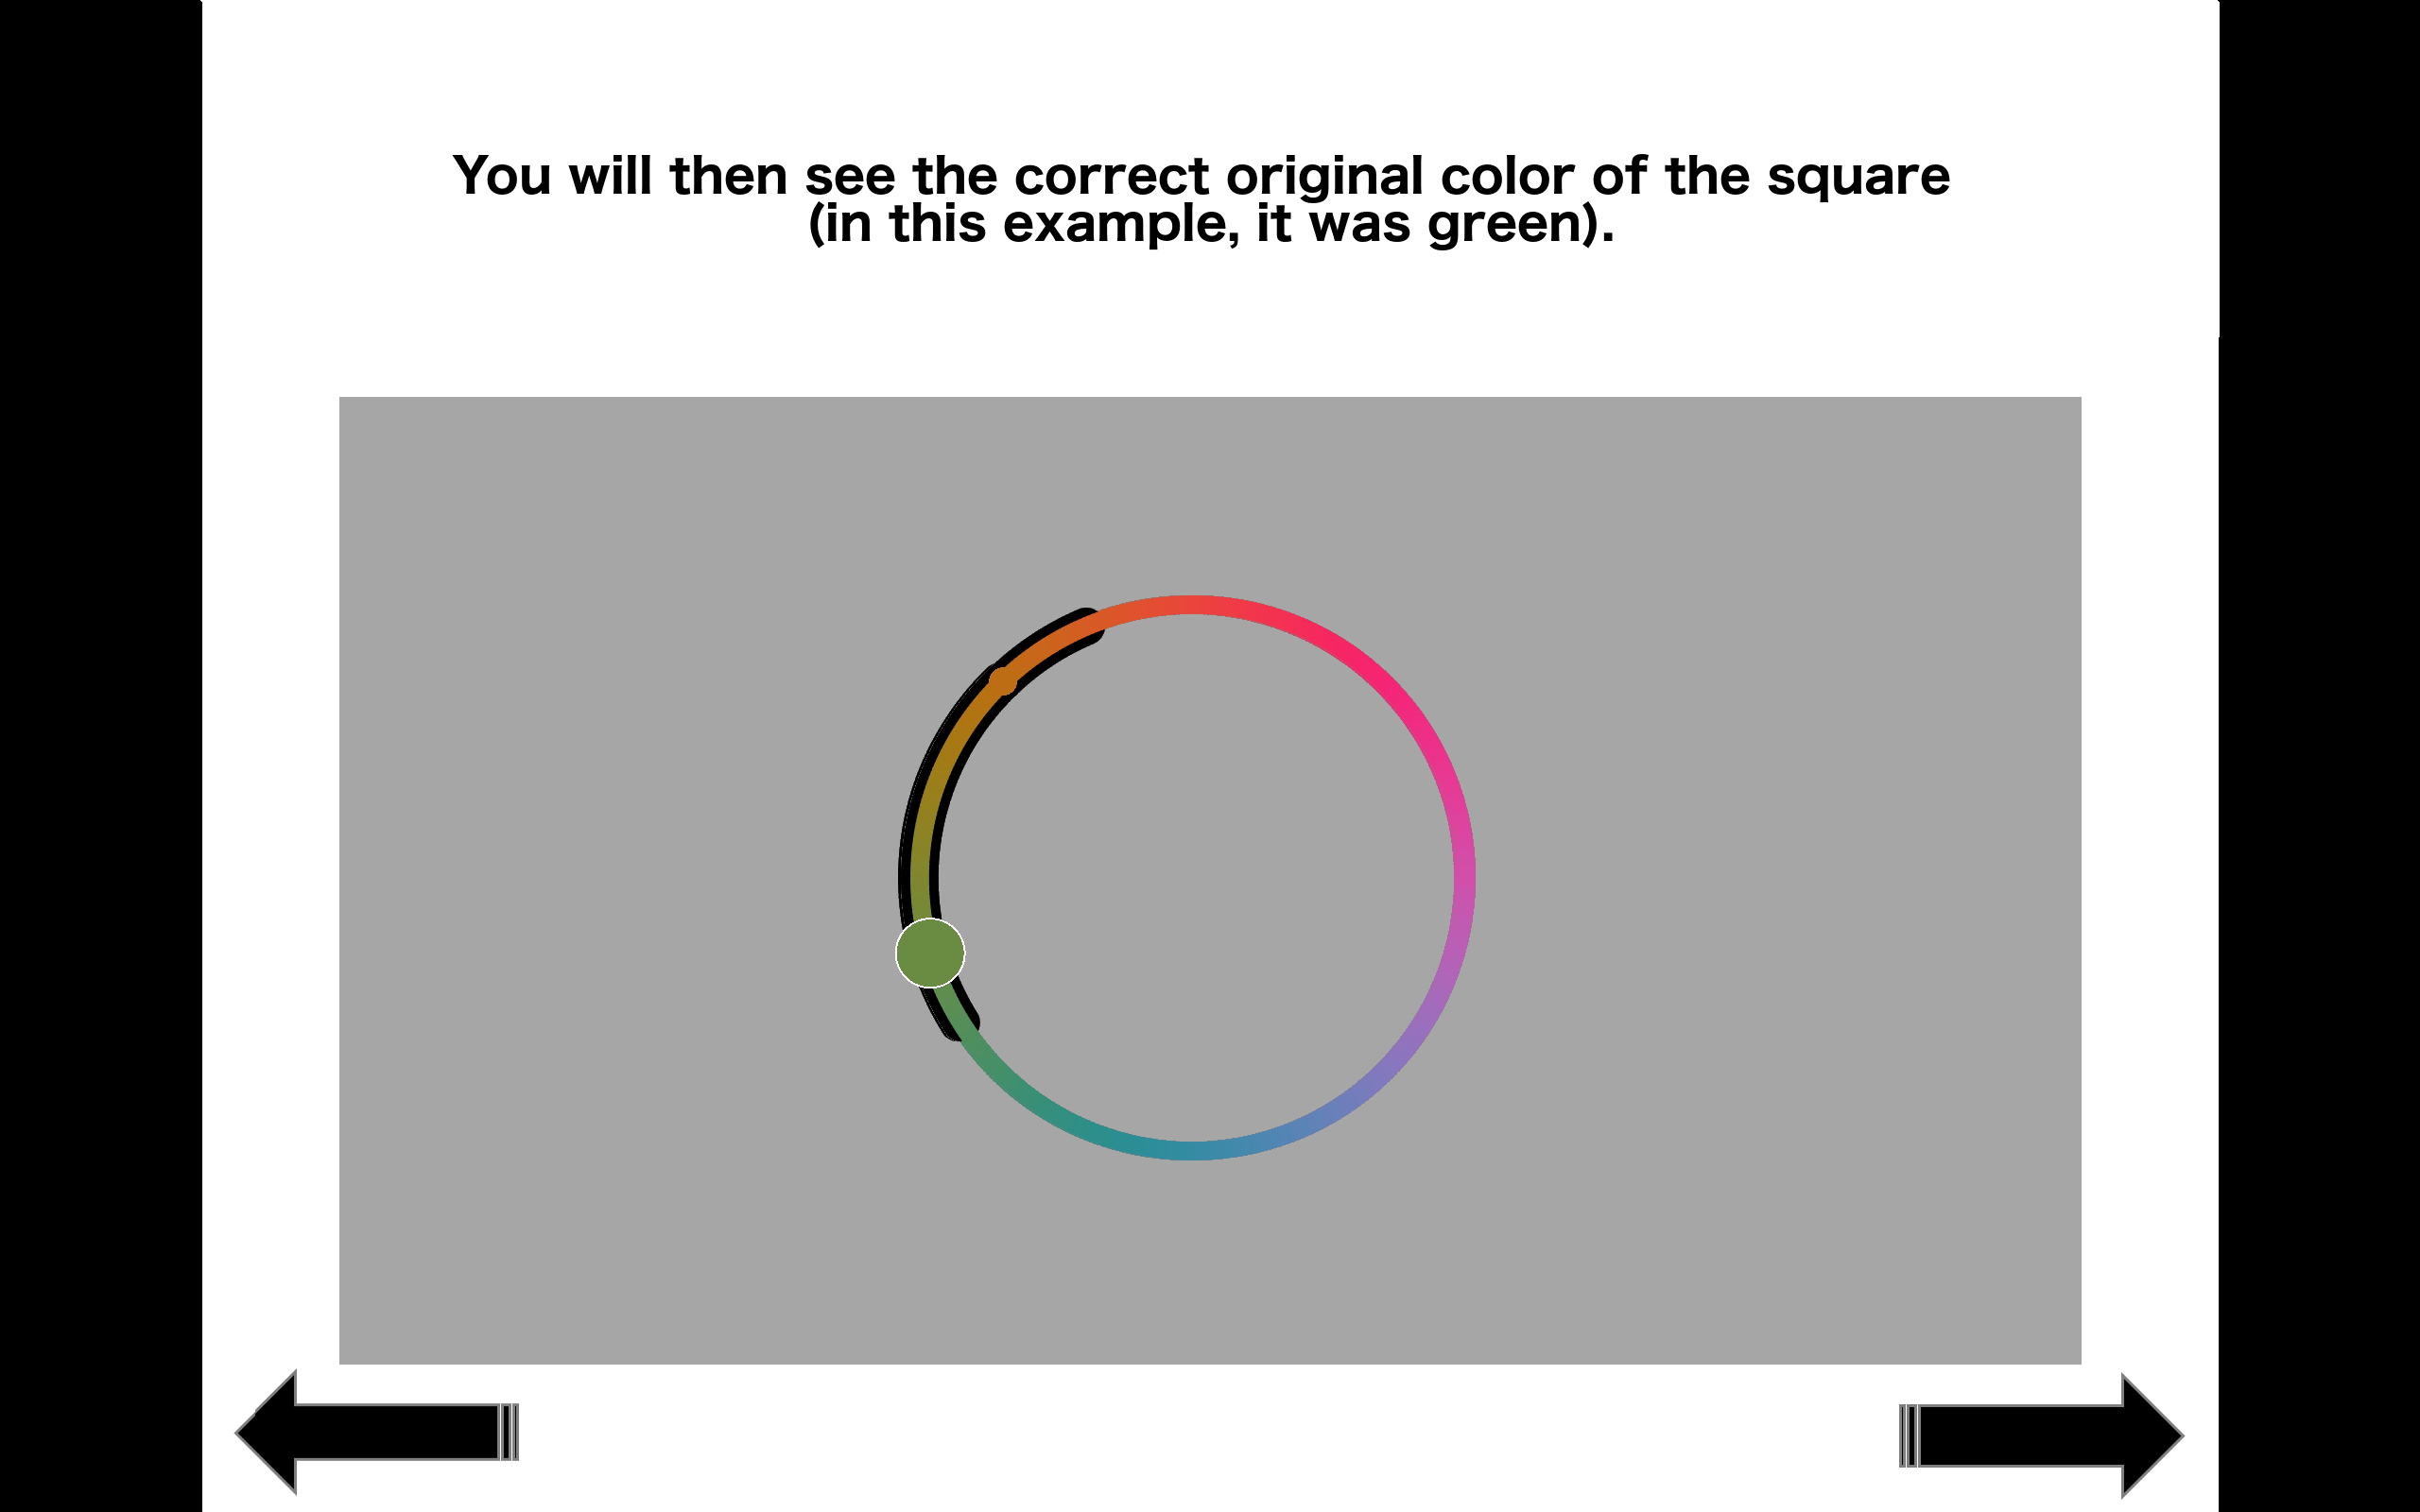 You will then see the correct original color of the square
(in this example, it was green).